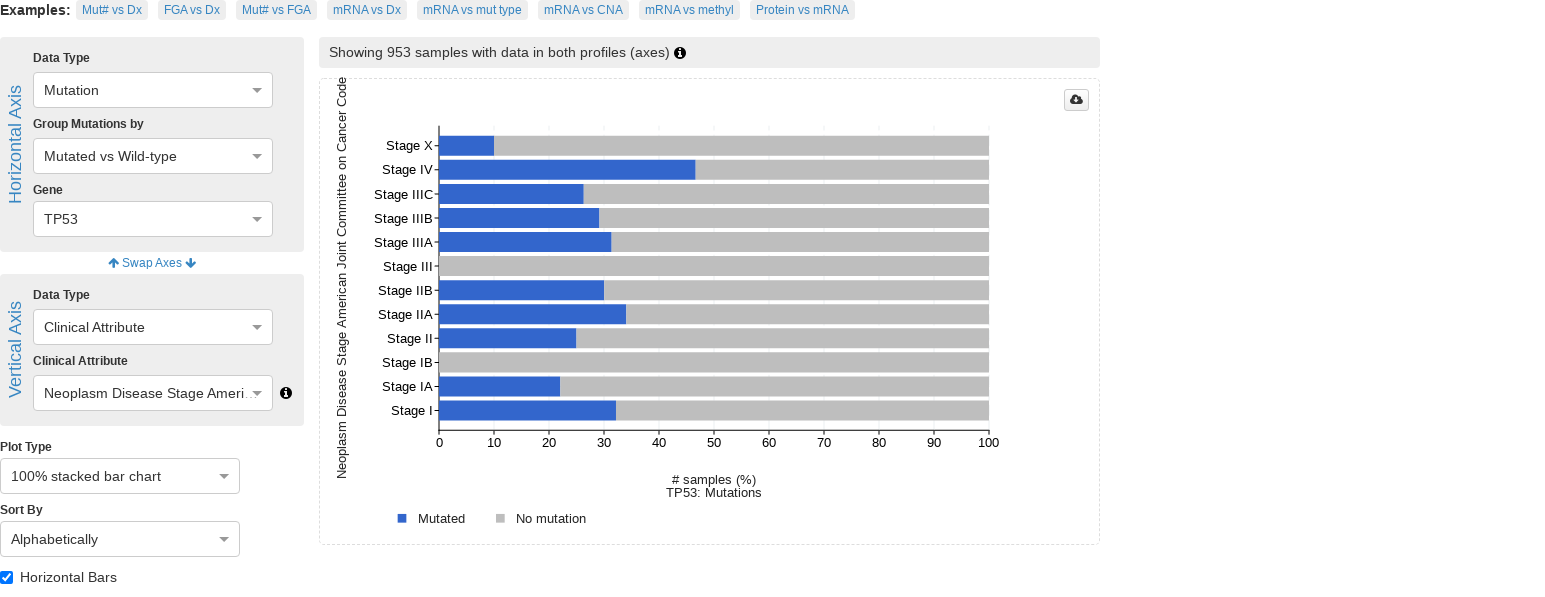 Examples: Mut# vs Dx FGA vs Dx Mut# vs FGA mRNA vs Dx mRNA vs mut type mRNA vs CNA mRNA vs methyl Protein vs mRNA
Horizontal Axis
Data Type
Mutation
Group Mutations by
Mutated vs Wild-type
Gene
TP53
Swap Axes
Vertical Axis
Data Type
Clinical Attribute
Clinical Attribute
Neoplasm Disease Stage Ameri…
Plot Type
100% stacked bar chart
Sort By
Alphabetically
Horizontal Bars
Showing 953 samples with data in both profiles (axes)
Neoplasm Disease Stage American Joint Committee on Cancer Code
Stage X
Stage IV
Stage IIIC
Stage IIIB
Stage IIIA
Stage III
Stage IIB
Stage IIA
Stage II
Stage IB
Stage IA
Stage I
0 10 20 30 40 50 60 70 80 90 100
# samples (%)
TP53: Mutations
Mutated No mutation